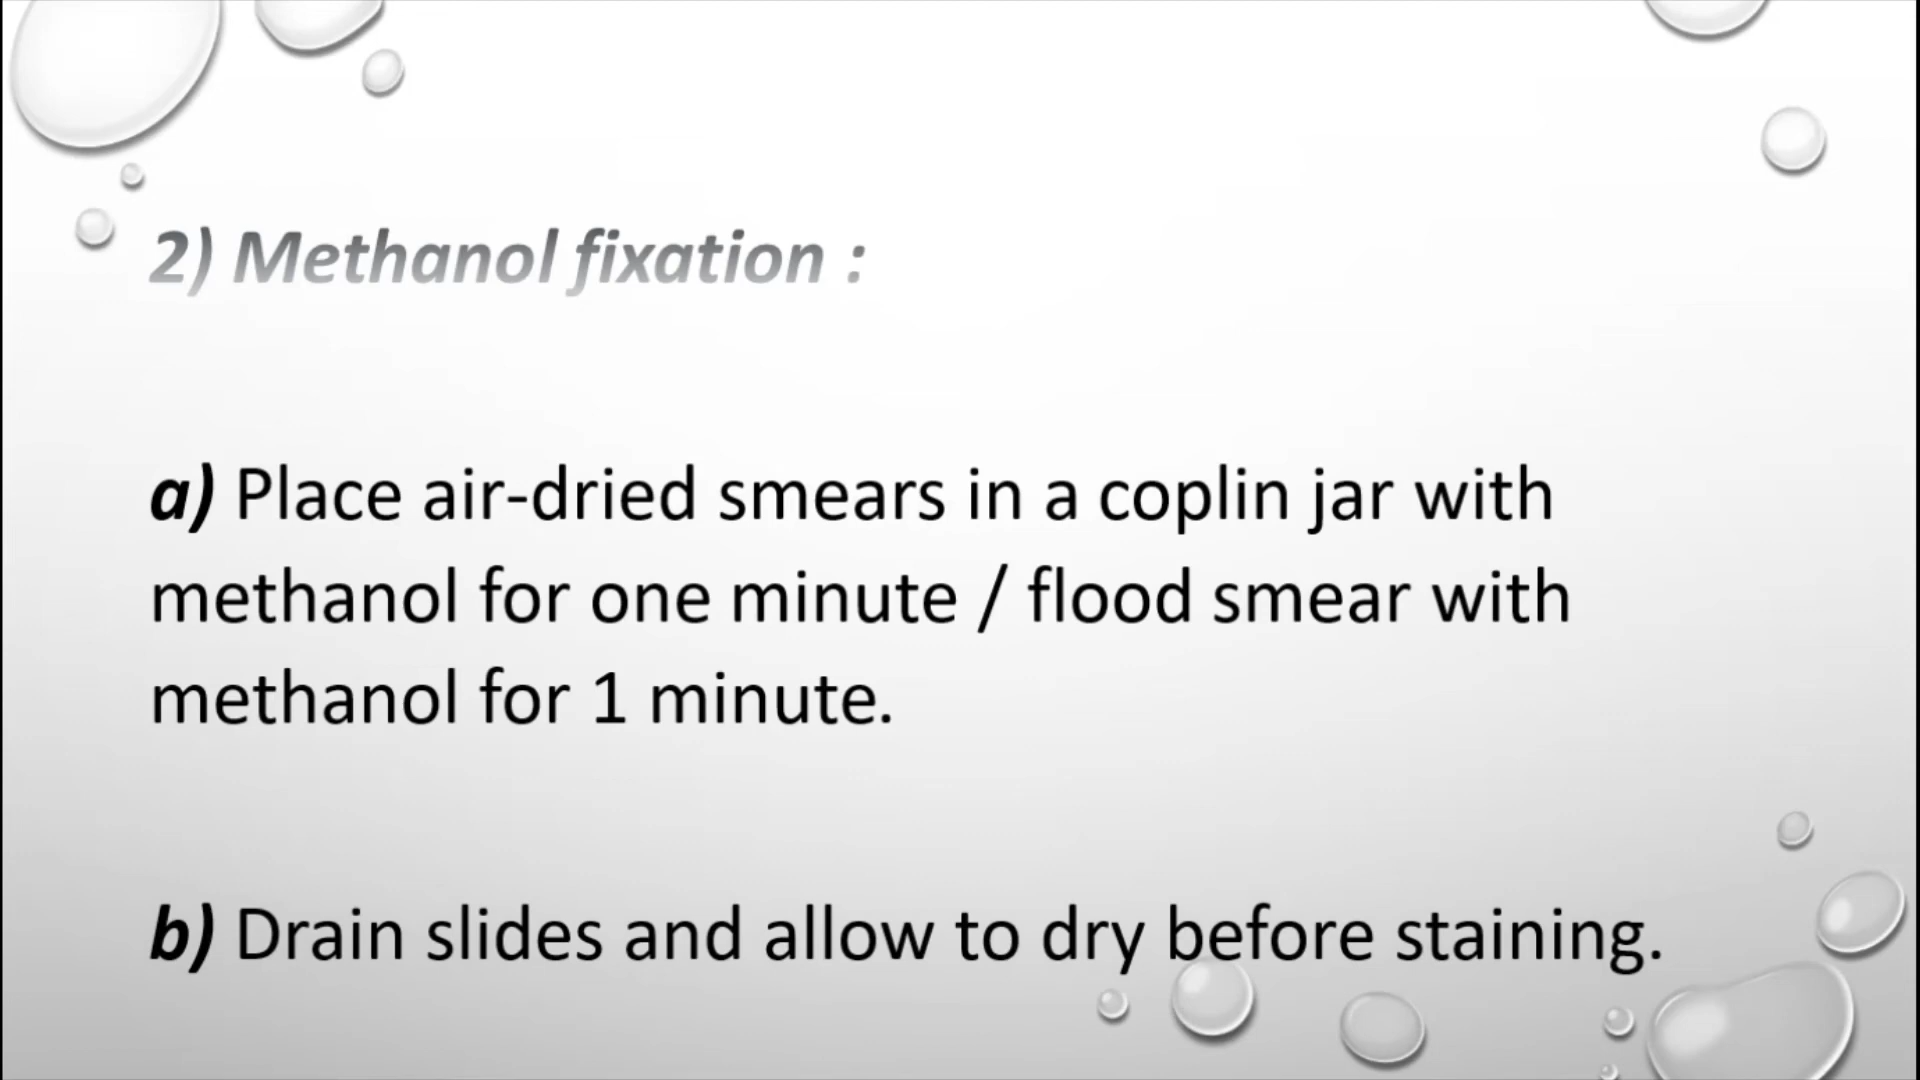 2) Methanol fixation :
a) Place air-dried smears in a coplin jar with
methanol for one minute / flood smear with
methanol for 1 minute.
b) Drain slides and allow to dry before staining.